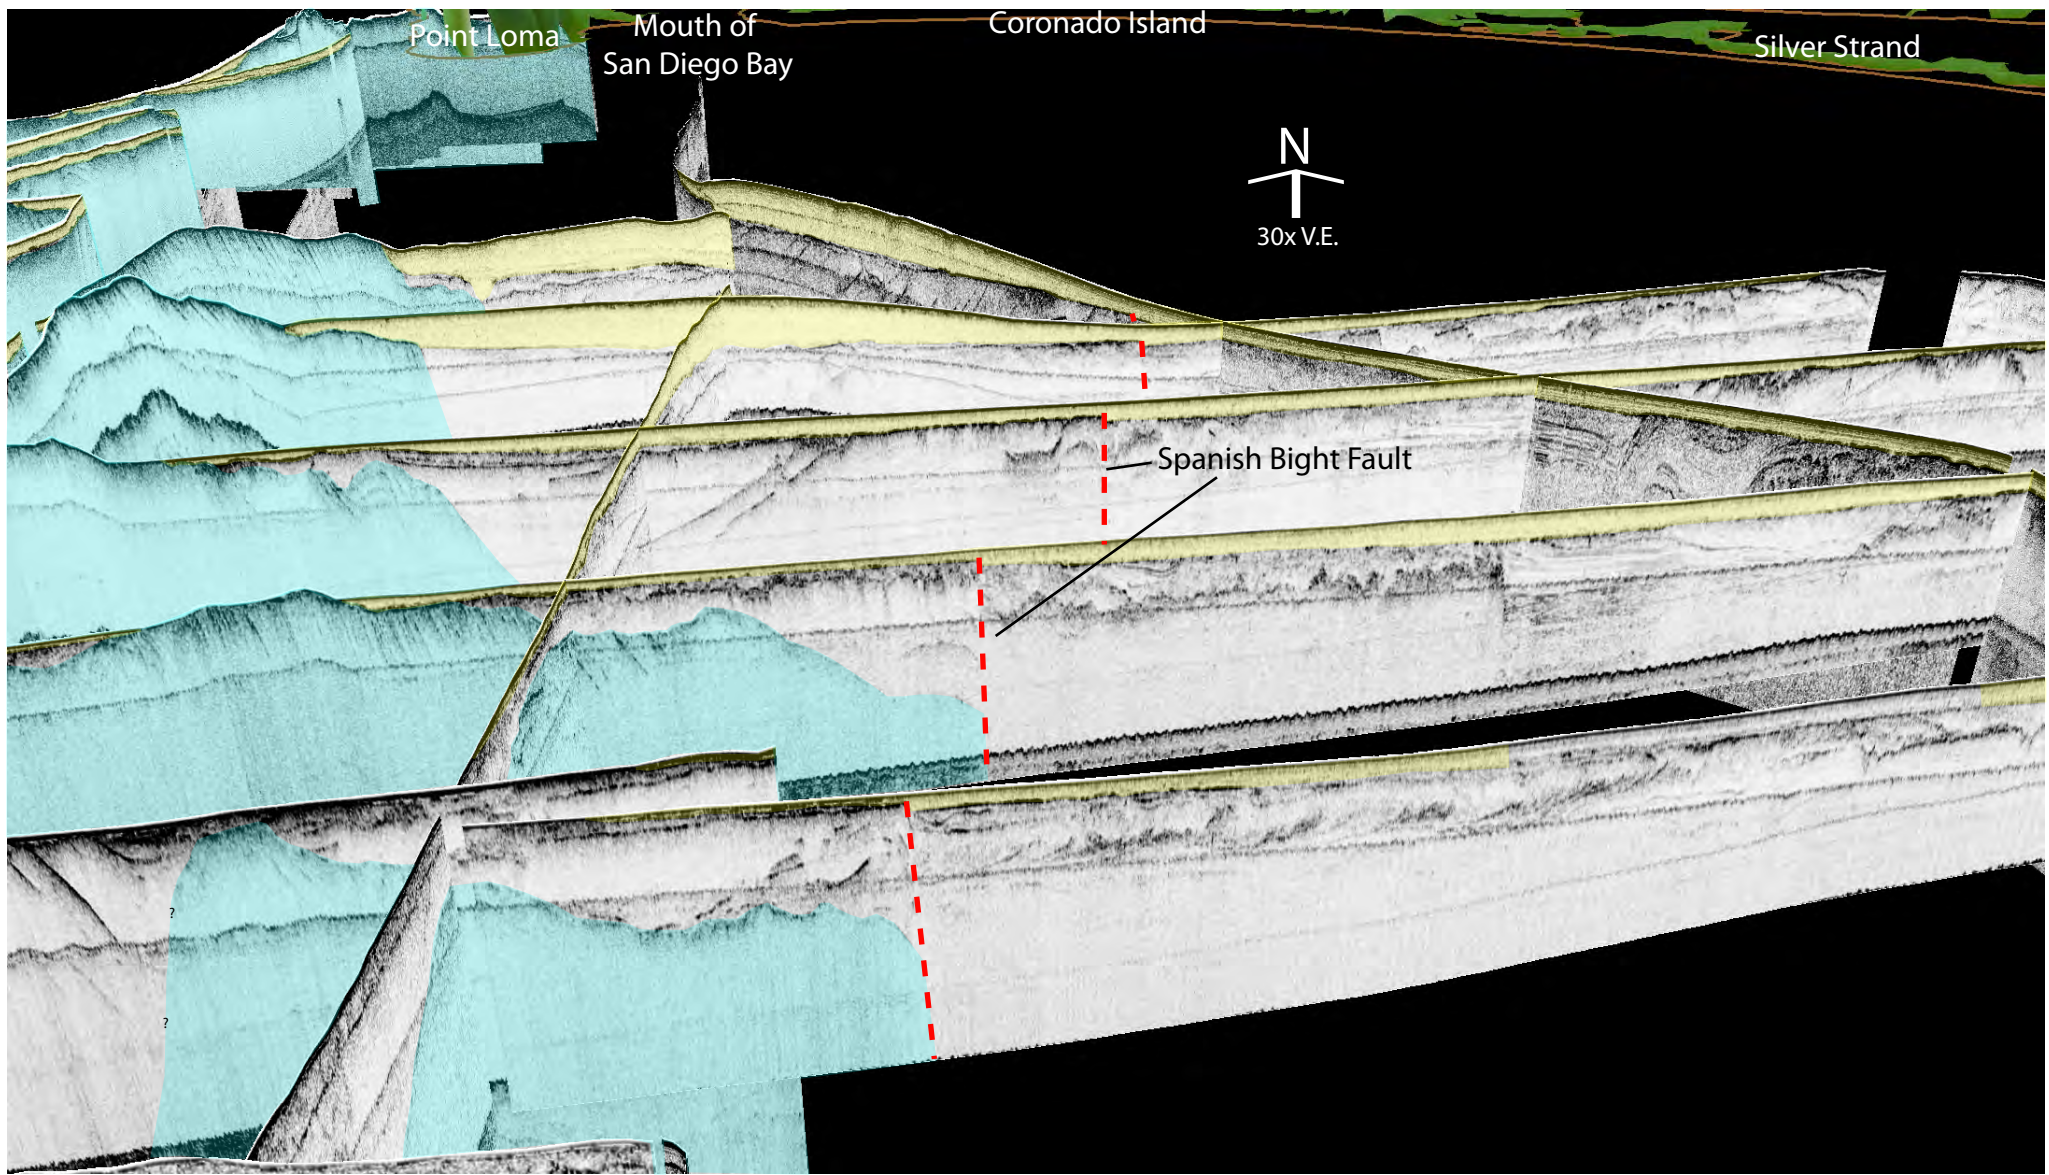 Point Loma
Mouth of
San Diego Bay
Coronado Island
Silver Strand
N
30x V.E.
Spanish Bight Fault
?
?